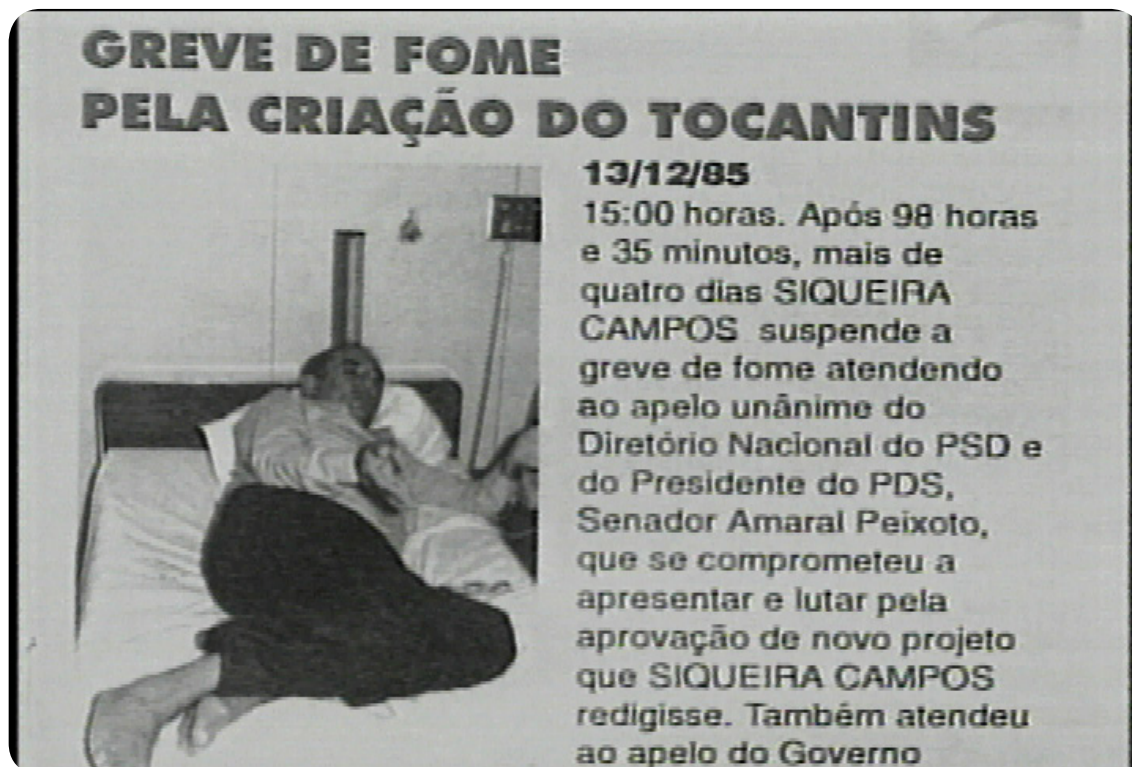 GREVE DE FOME
PELA CRIAÇÃO DO TOCANTINS
13/12/85
15:00 horas. Após 98 horas
e 35 minutos, mais de
quatro dias SIQUEIRA
CAMPOS suspende a
greve de fome atendendo
ao apelo unânime do
Diretório Nacional do PSD e
do Presidente do PDS,
Senador Amaral Peixoto,
que se comprometeu a
apresentar e lutar pela
aprovação de novo projeto
que SIQUEIRA CAMPOS
redigisse. Também atendeu
ao apelo do Governo